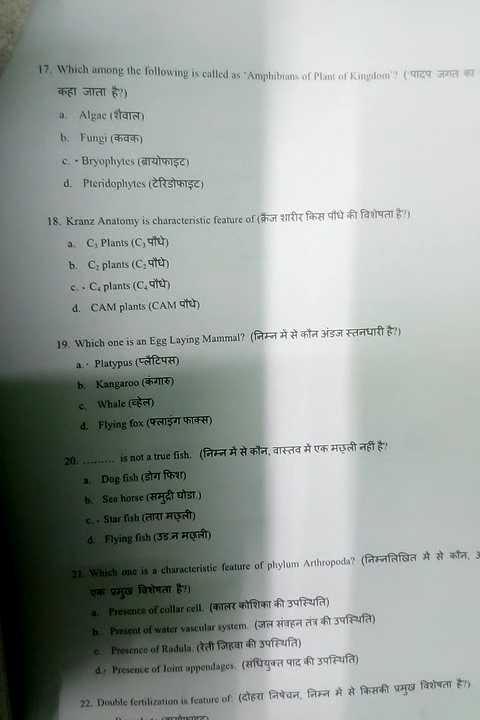 17. Which among the following is called as 'Amphibians of Plant of Kingdom'? ('पादप जगत का
कहा जाता है?)
a. Algae (शैवाल)
b. Fungi (कवक)
c. Bryophytes (ब्रायोफाइट)
d. Pteridophytes (टेरिडोफाइट)
18. Kranz Anatomy is characteristic feature of (क्रैंज शारीर किस पौधे की विशेषता है?)
a. C₃ Plants (C₃ पौधे)
b. C₂ plants (C₂ पौधे)
c. C₄ plants (C₄ पौधे)
d. CAM plants (CAM पौधे)
19. Which one is an Egg Laying Mammal? (निम्न में से कौन अंडज स्तनधारी है?)
a. Platypus (प्लैटिपस)
b. Kangaroo (कंगारू)
c. Whale (व्हेल)
d. Flying fox (फ्लाइंग फाक्स)
20. ......... is not a true fish. (निम्न में से कौन, वास्तव में एक मछली नहीं है?
a. Dog fish (डोग फिश)
b. Sea horse (समुद्री घोडा.)
c. Star fish (तारा मछली)
d. Flying fish (उड.न मछली)
21. Which one is a characteristic feature of phylum Arthropoda? (निम्नलिखित में से कौन,
एक प्रमुख विशेषता है?)
a. Presence of collar cell. (कालर कोशिका की उपस्थिति)
b. Present of water vascular system. (जल संवहन तंत्र की उपस्थिति)
c. Presence of Radula. (रेती जिहवा की उपस्थिति)
d. Presence of Joint appendages. (संधियुक्त पाद की उपस्थिति)
22. Double fertilization is feature of: (दोहरा निषेचन, निम्न में से किसकी प्रमुख विशेषता है?)